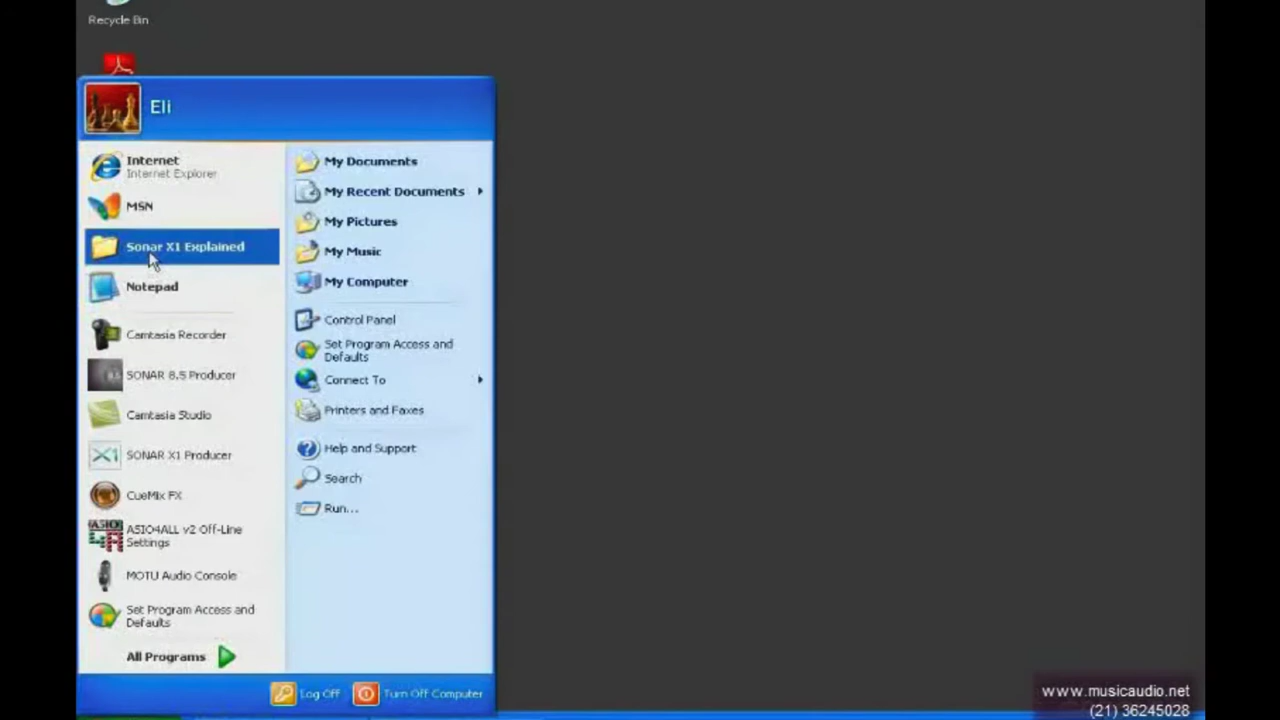 Recycle Bin
Eli
Internet
Internet Explorer
MSN
Sonar X1 Explained
Notepad
Camtasia Recorder
SONAR 8.5 Producer
Camtasia Studio
X1
SONAR X1 Producer
CueMix FX
ASIO
4A
ASIO4ALL v2 Off-Line
Settings
MOTU Audio Console
Set Program Access and
Defaults
All Programs
My Documents
My Recent Documents
My Pictures
My Music
My Computer
Control Panel
Set Program Access and
Defaults
Connect To
Printers and Faxes
Help and Support
Search
Run...
Log Off
Turn Off Computer
www.musicaudio.net
(21) 36245028